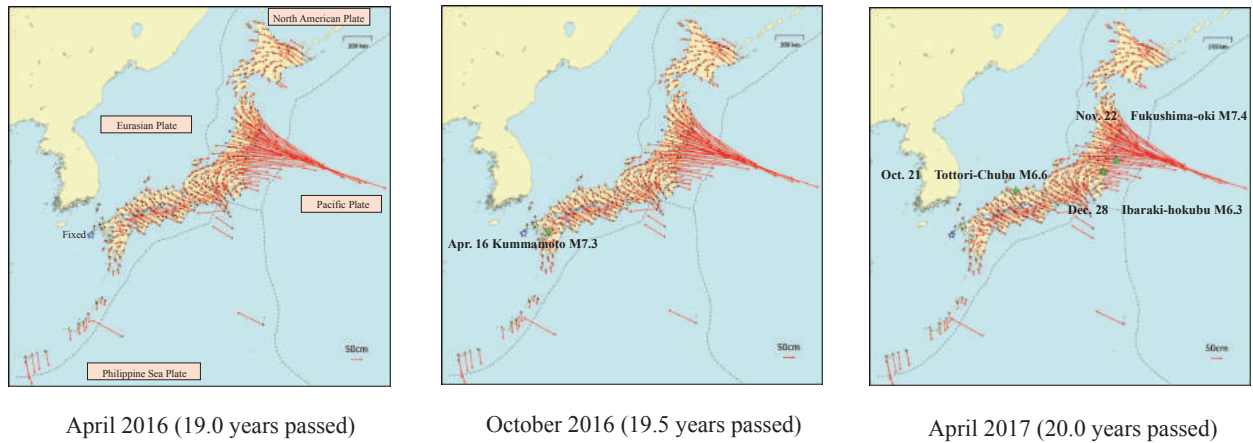 North American Plate
200 km
Eurasian Plate
Pacific Plate
Fixed
50cm
Philippine Sea Plate
April 2016 (19.0 years passed)
200 km
Apr. 16 Kummamoto M7.3
50cm
October 2016 (19.5 years passed)
200 km
Nov. 22 Fukushima-oki M7.4
Oct. 21 Tottori-Chubu M6.6
Dec. 28 Ibaraki-hokubu M6.3
50cm
April 2017 (20.0 years passed)